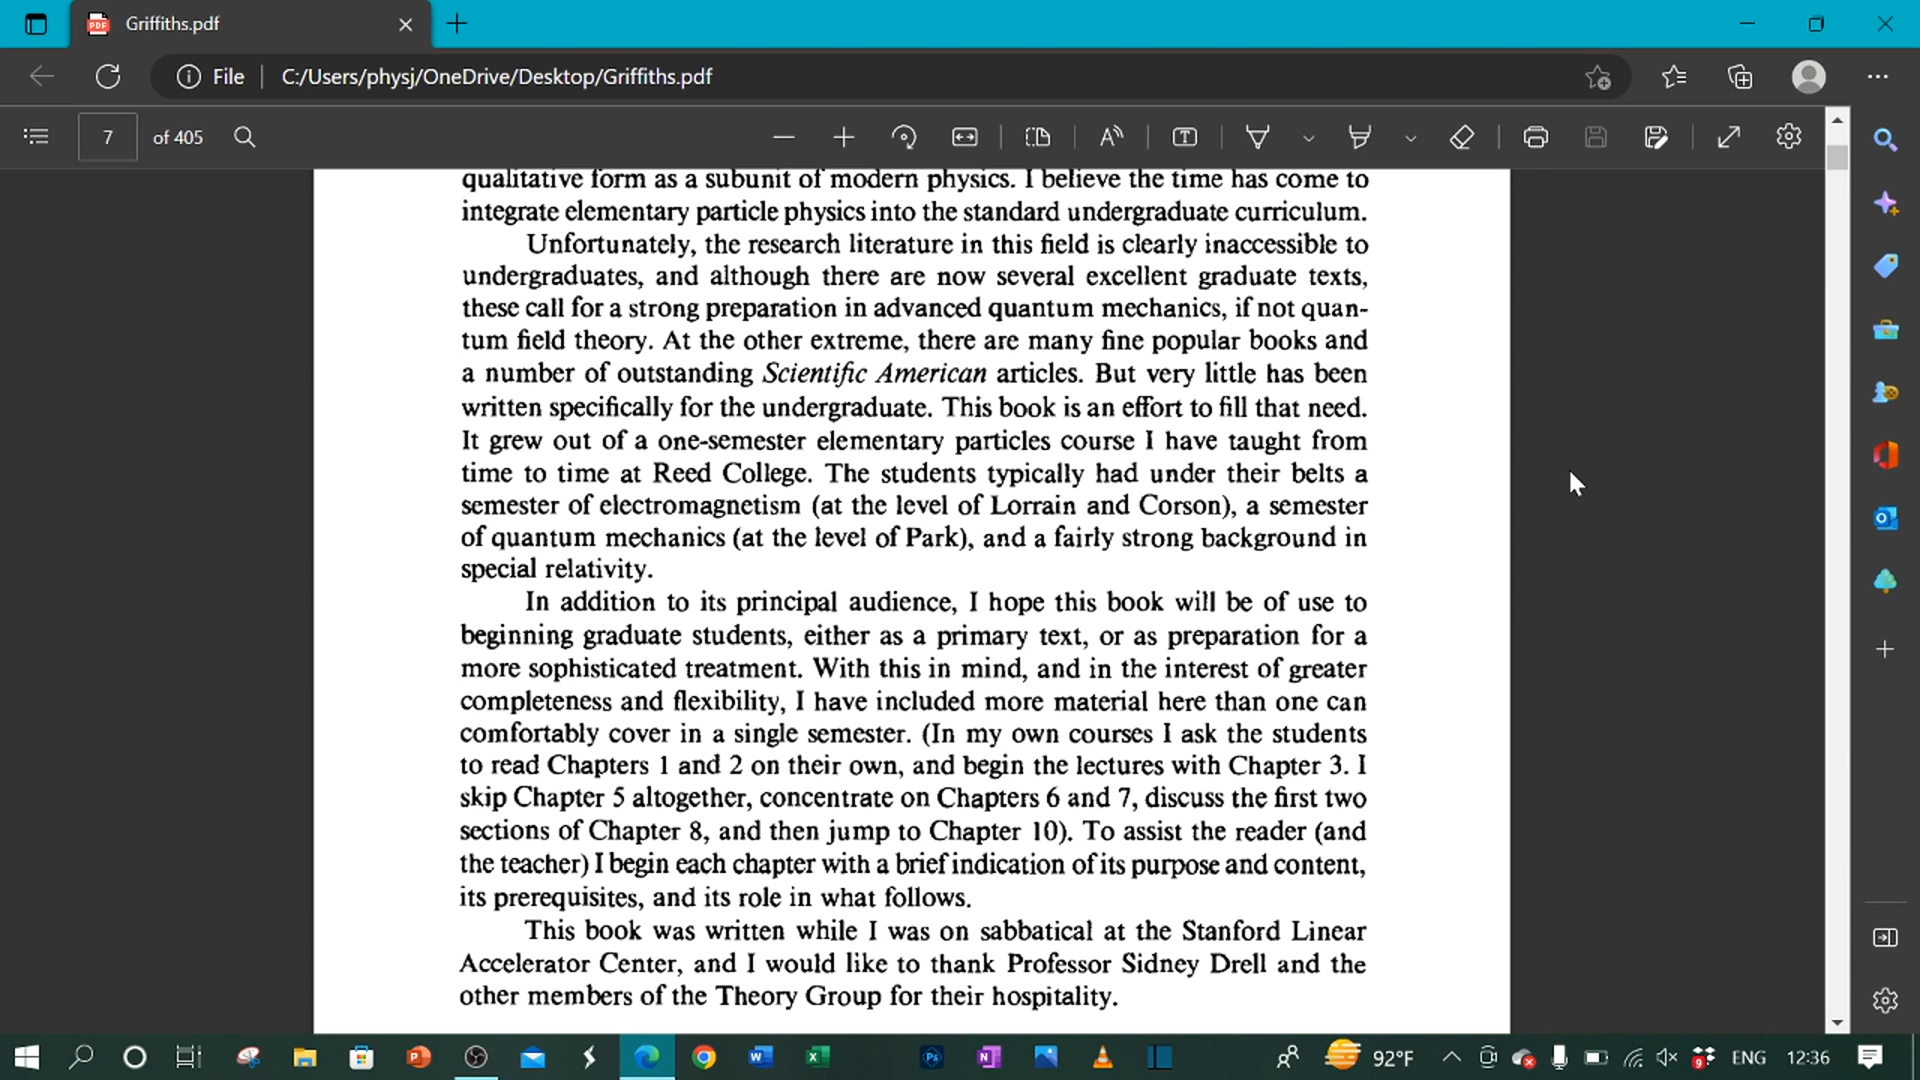 Griffiths.pdf
File
C:/Users/physj/OneDrive/Desktop/Griffiths.pdf
7 of 405
qualitative form as a subunit of modern physics. I believe the time has come to
integrate elementary particle physics into the standard undergraduate curriculum.
Unfortunately, the research literature in this field is clearly inaccessible to
undergraduates, and although there are now several excellent graduate texts,
these call for a strong preparation in advanced quantum mechanics, if not quan-
tum field theory. At the other extreme, there are many fine popular books and
a number of outstanding Scientific American articles. But very little has been
written specifically for the undergraduate. This book is an effort to fill that need.
It grew out of a one-semester elementary particles course I have taught from
time to time at Reed College. The students typically had under their belts a
semester of electromagnetism (at the level of Lorrain and Corson), a semester
of quantum mechanics (at the level of Park), and a fairly strong background in
special relativity.
In addition to its principal audience, I hope this book will be of use to
beginning graduate students, either as a primary text, or as preparation for a
more sophisticated treatment. With this in mind, and in the interest of greater
completeness and flexibility, I have included more material here than one can
comfortably cover in a single semester. (In my own courses I ask the students
to read Chapters 1 and 2 on their own, and begin the lectures with Chapter 3. I
skip Chapter 5 altogether, concentrate on Chapters 6 and 7, discuss the first two
sections of Chapter 8, and then jump to Chapter 10). To assist the reader (and
the teacher) I begin each chapter with a brief indication of its purpose and content,
its prerequisites, and its role in what follows.
This book was written while I was on sabbatical at the Stanford Linear
Accelerator Center, and I would like to thank Professor Sidney Drell and the
other members of the Theory Group for their hospitality.
92°F
ENG
12:36